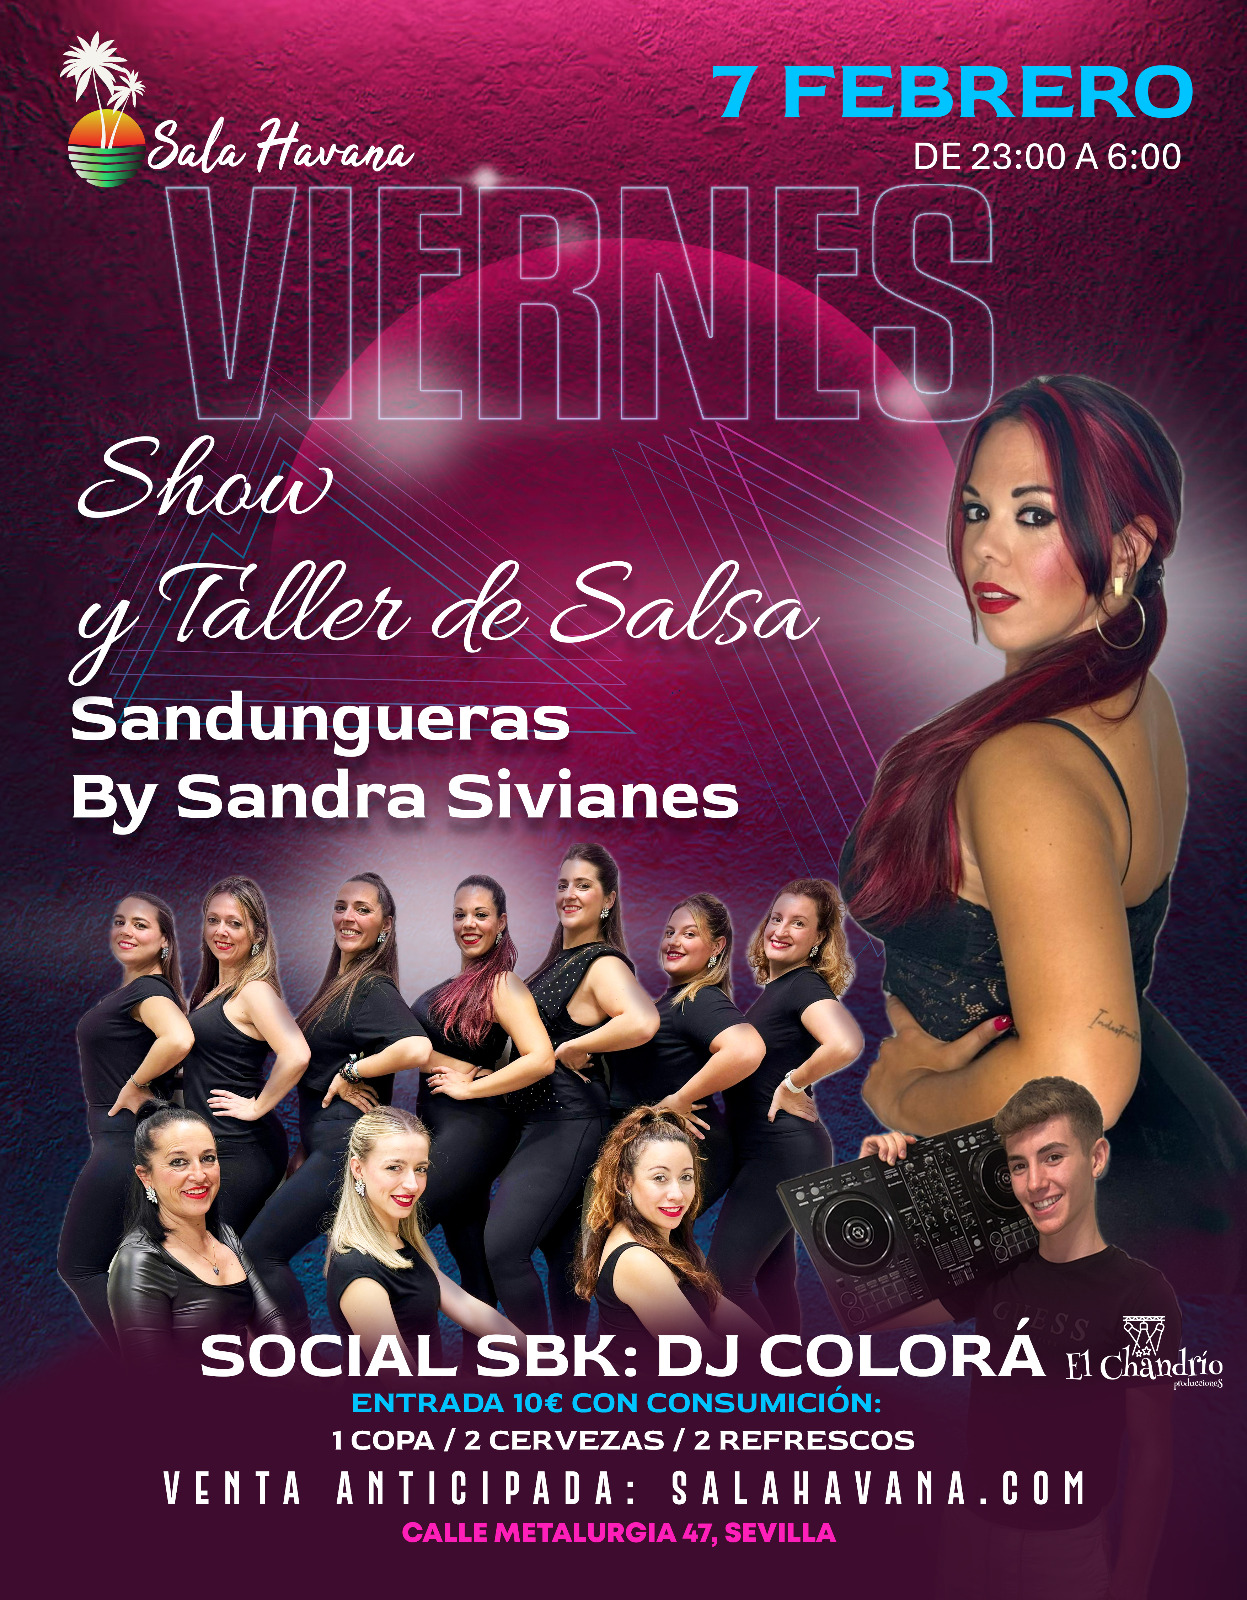 Sala Havana
7 FEBRERO
DE 23:00 A 6:00
VIERNES
Show
y Taller de Salsa
Sandungueras
By Sandra Sivianes
GUESS
SOCIAL SBK: DJ COLORÁ
El Chandrío
produccioneS
ENTRADA 10€ CON CONSUMICIÓN:
1 COPA / 2 CERVEZAS / 2 REFRESCOS
VENTA ANTICIPADA: SALAHAVANA.COM
CALLE METALURGIA 47, SEVILLA